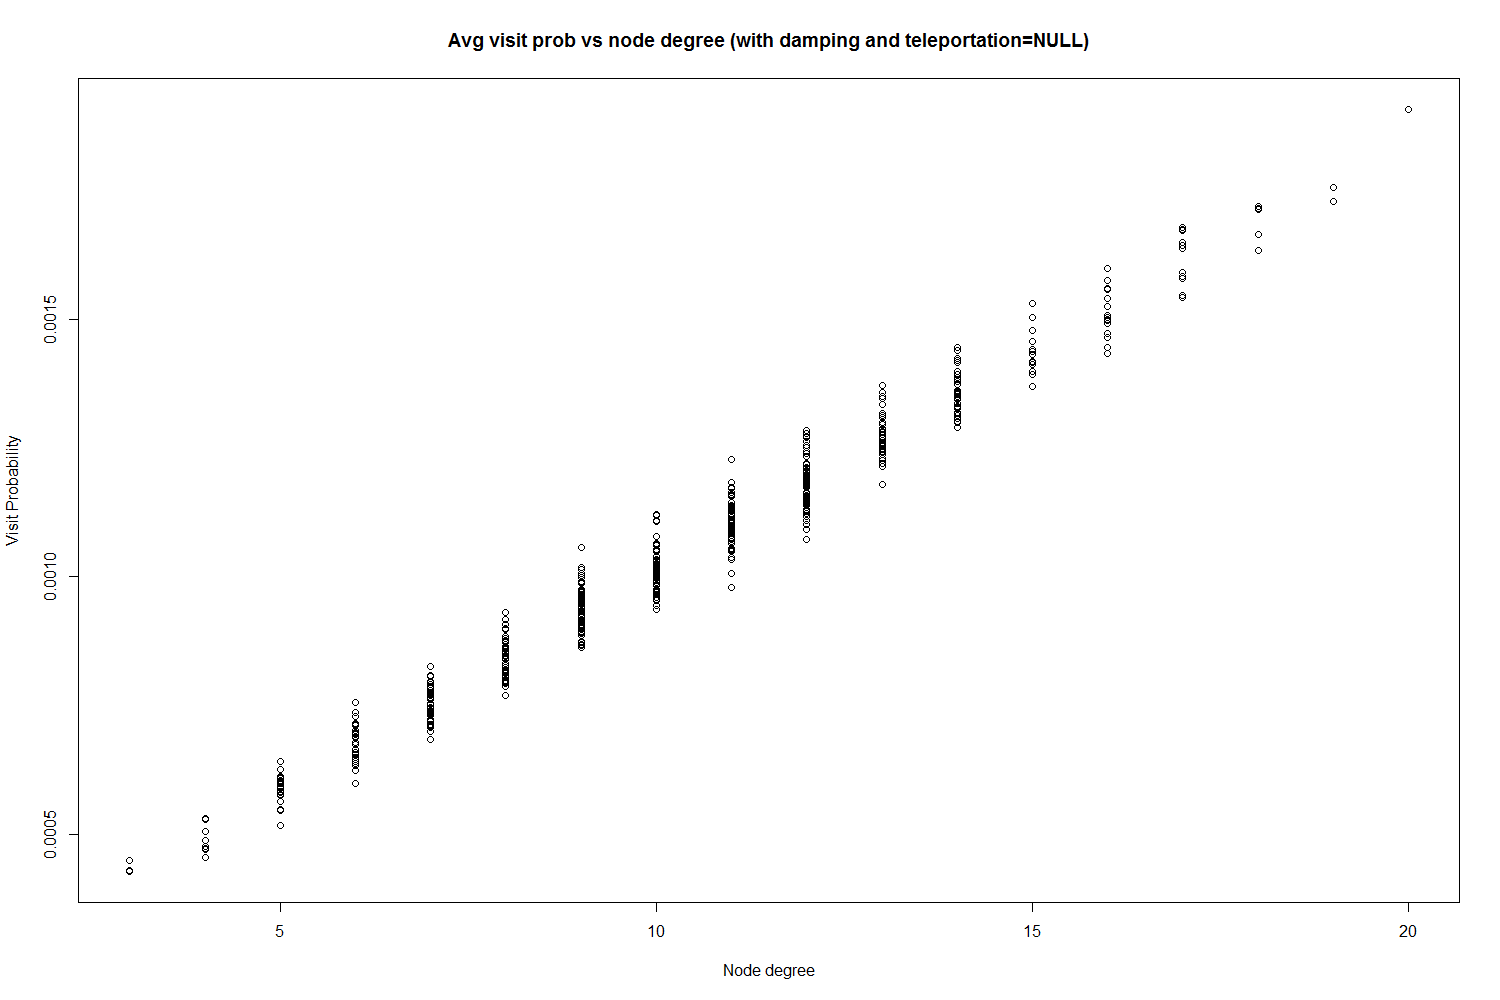 Avg visit prob vs node degree (with damping and teleportation=NULL)
Visit Probability
0.0015
0.0010
0.0005
5 10 15 20
Node degree